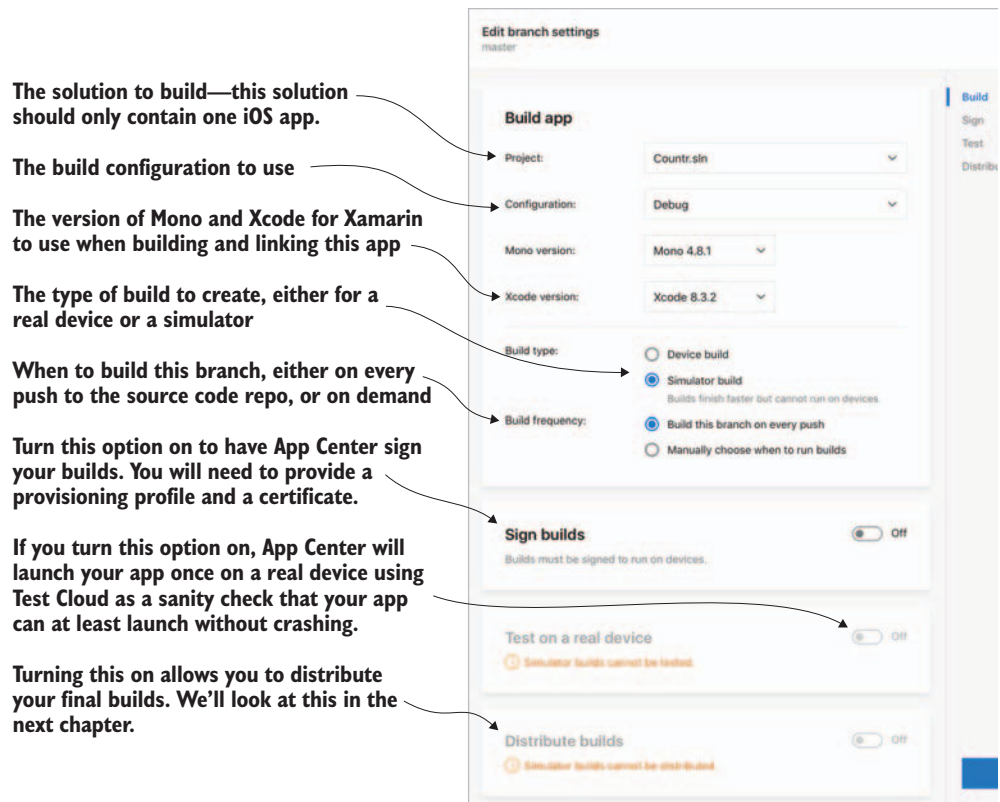 Edit branch settings
master
The solution to build—this solution
should only contain one iOS app.
The build configuration to use
The version of Mono and Xcode for Xamarin
to use when building and linking this app
The type of build to create, either for a
real device or a simulator
When to build this branch, either on every
push to the source code repo, or on demand
Turn this option on to have App Center sign
your builds. You will need to provide a
provisioning profile and a certificate.
If you turn this option on, App Center will
launch your app once on a real device using
Test Cloud as a sanity check that your app
can at least launch without crashing.
Turning this on allows you to distribute
your final builds. We’ll look at this in the
next chapter.
Build app
Project: Countr.sln
Configuration: Debug
Mono version: Mono 4.8.1
Xcode version: Xcode 8.3.2
Build type: Device build
Simulator build
Builds finish faster but cannot run on devices.
Build frequency: Build this branch on every push
Manually choose when to run builds
Sign builds Off
Builds must be signed to run on devices.
Test on a real device Off
Simulator builds cannot be tested.
Distribute builds Off
Simulator builds cannot be distributed.
Build
Sign
Test
Distribu